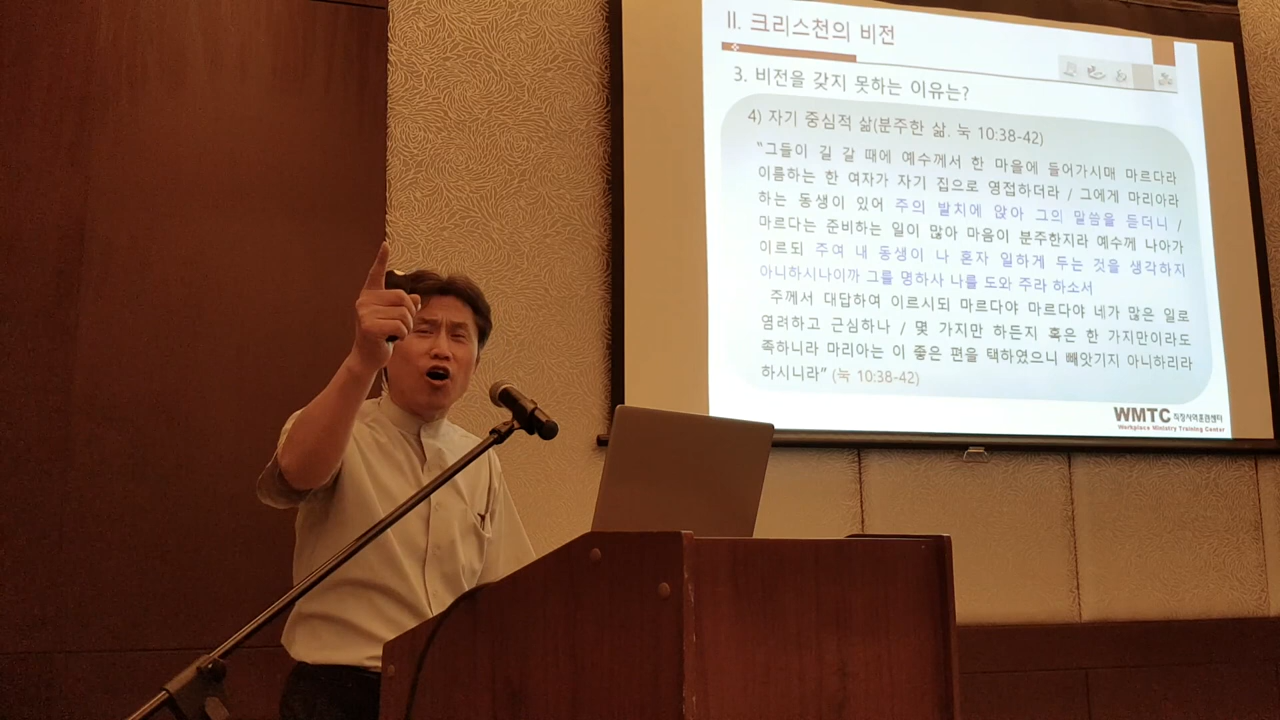 II. 크리스천의 비전
3. 비전을 갖지 못하는 이유는?
4) 자기 중심적 삶(분주한 삶. 눅 10:38-42)
"그들이 길 갈 때에 예수께서 한 마을에 들어가시매 마르다라
이름하는 한 여자가 자기 집으로 영접하더라 / 그에게 마리아라
하는 동생이 있어 주의 발치에 앉아 그의 말씀을 듣더니 /
마르다는 준비하는 일이 많아 마음이 분주한지라 예수께 나아가
이르되 주여 내 동생이 나 혼자 일하게 두는 것을 생각하지
아니하시나이까 그를 명하사 나를 도와 주라 하소서
주께서 대답하여 이르시되 마르다야 마르다야 네가 많은 일로
염려하고 근심하나 / 몇 가지만 하든지 혹은 한 가지만이라도
족하니라 마리아는 이 좋은 편을 택하였으니 빼앗기지 아니하리라
하시니라" (눅 10:38-42)
WMTC 직장사역훈련센터
Workplace Ministry Training Center